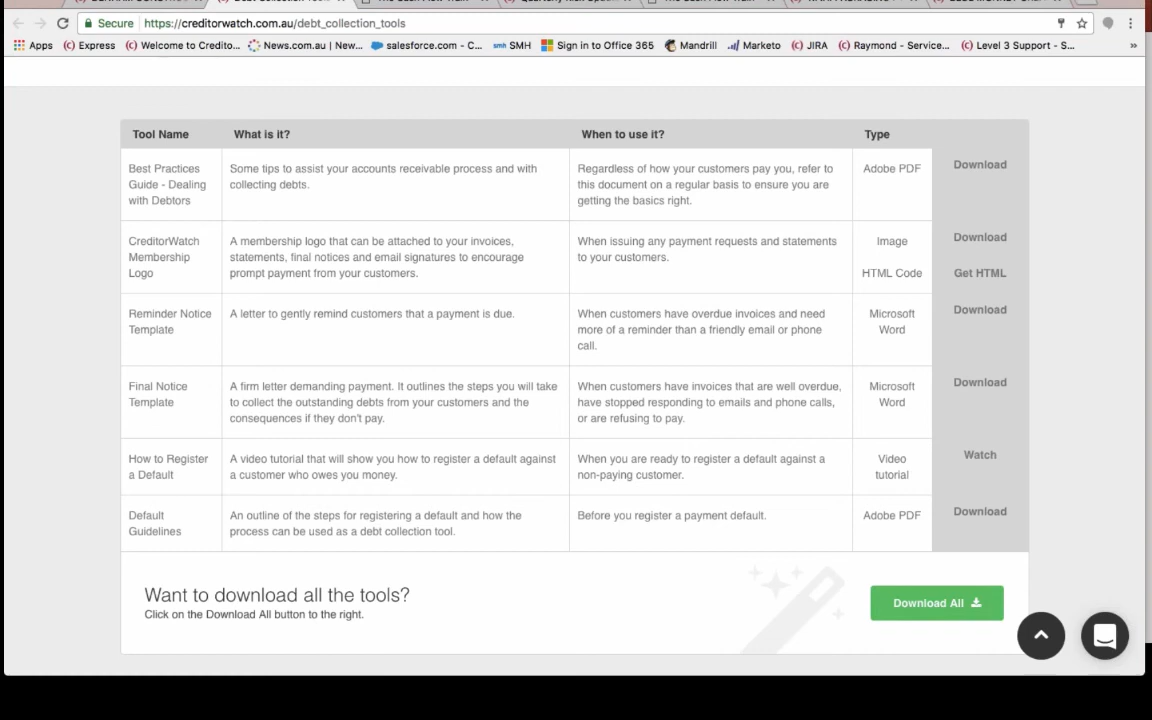 Secure https://creditorwatch.com.au/debt_collection_tools
Apps Express Welcome to Credito... News.com.au | New... salesforce.com - C... smh SMH Sign in to Office 365 Mandrill Marketo JIRA Raymond - Service... Level 3 Support - S... »
Tool Name What is it? When to use it? Type
Best Practices Some tips to assist your accounts receivable process and with Regardless of how your customers pay you, refer to Adobe PDF Download
Guide - Dealing collecting debts. this document on a regular basis to ensure you are
with Debtors getting the basics right.
CreditorWatch A membership logo that can be attached to your invoices, When issuing any payment requests and statements Image Download
Membership statements, final notices and email signatures to encourage to your customers.
Logo prompt payment from your customers. HTML Code Get HTML
Reminder Notice A letter to gently remind customers that a payment is due. When customers have overdue invoices and need Microsoft Download
Template more of a reminder than a friendly email or phone Word
call.
Final Notice A firm letter demanding payment. It outlines the steps you will take When customers have invoices that are well overdue, Microsoft Download
Template to collect the outstanding debts from your customers and the have stopped responding to emails and phone calls, Word
consequences if they don't pay. or are refusing to pay.
How to Register A video tutorial that will show you how to register a default against When you are ready to register a default against a Video Watch
a Default a customer who owes you money. non-paying customer. tutorial
Default An outline of the steps for registering a default and how the Before you register a payment default. Adobe PDF Download
Guidelines process can be used as a debt collection tool.
Want to download all the tools?
Click on the Download All button to the right.
Download All